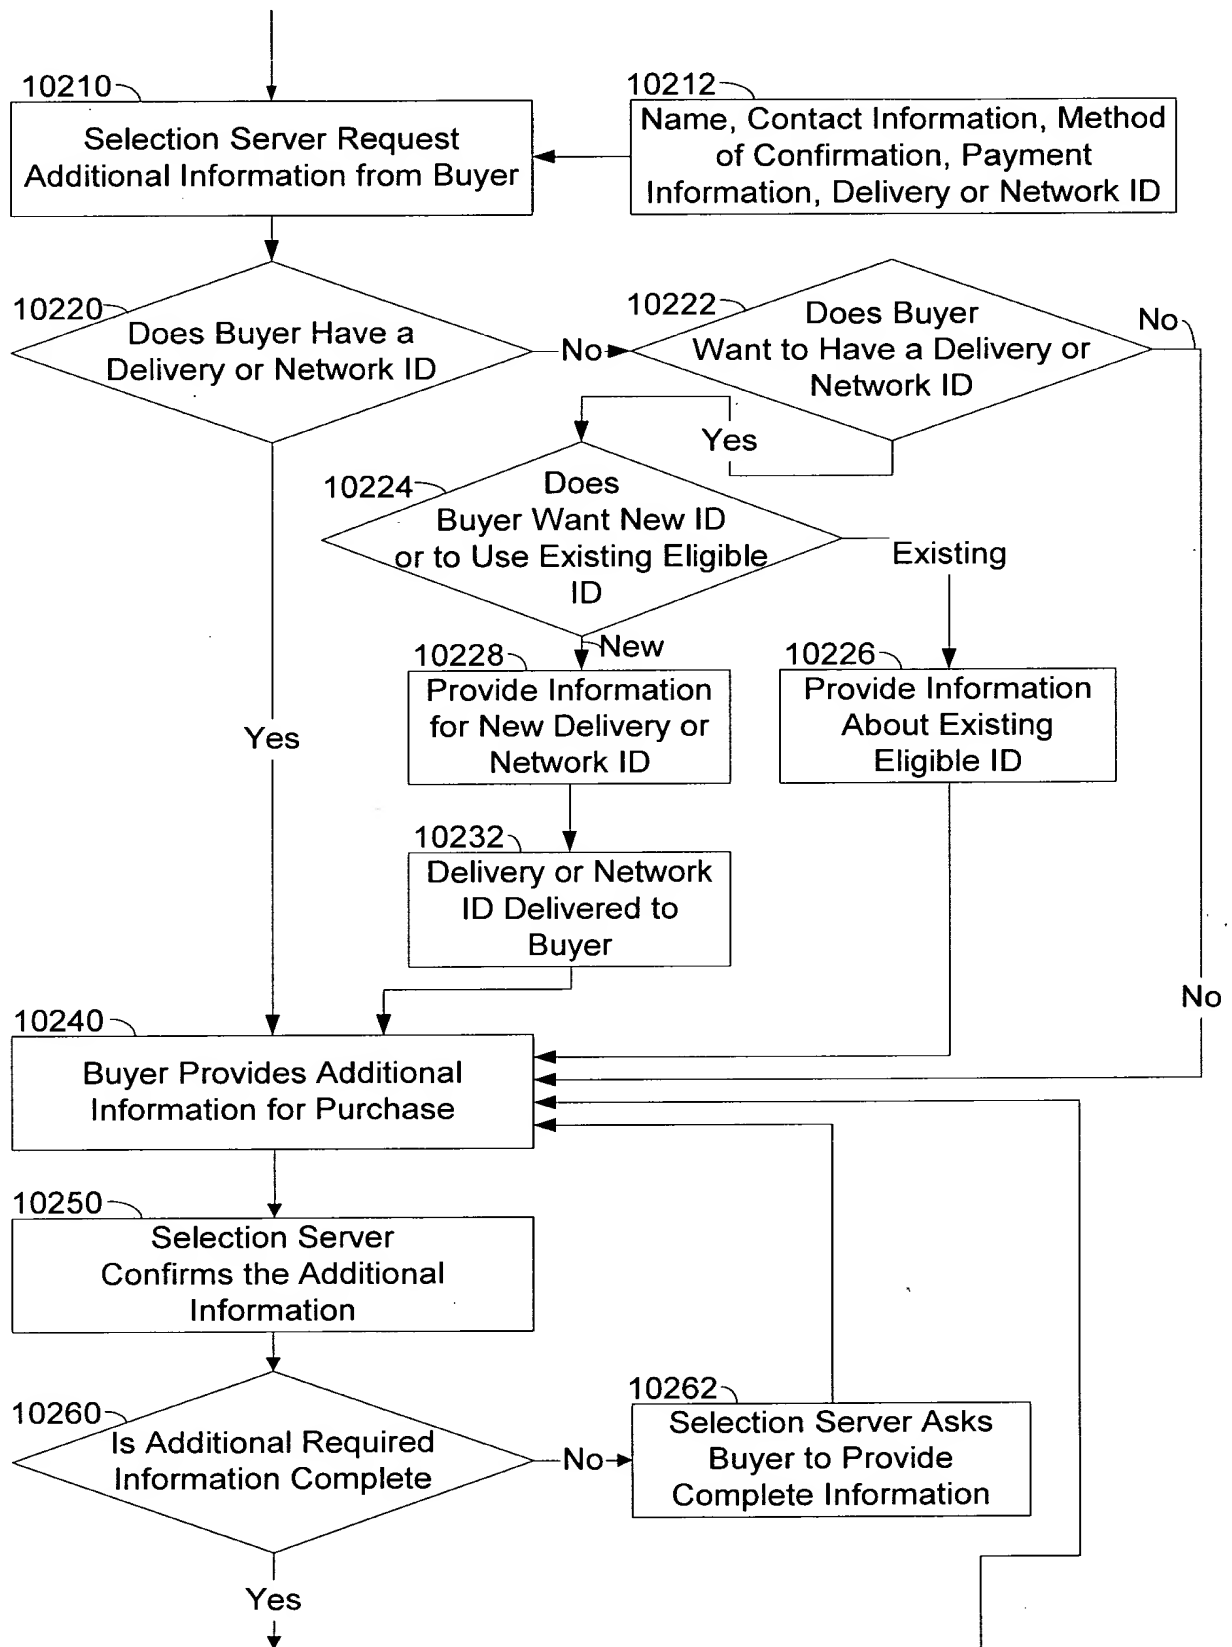 10210
Selection Server Request
Additional Information from Buyer
10212
Name, Contact Information, Method
of Confirmation, Payment
Information, Delivery or Network ID
10220
Does Buyer Have a
Delivery or Network ID
No
10222
Does Buyer
Want to Have a Delivery or
Network ID
No
Yes
10224
Does
Buyer Want New ID
or to Use Existing Eligible
ID
Existing
New
10228
Provide Information
for New Delivery or
Network ID
10226
Provide Information
About Existing
Eligible ID
Yes
10232
Delivery or Network
ID Delivered to
Buyer
No
10240
Buyer Provides Additional
Information for Purchase
10250
Selection Server
Confirms the Additional
Information
10260
Is Additional Required
Information Complete
No
10262
Selection Server Asks
Buyer to Provide
Complete Information
Yes